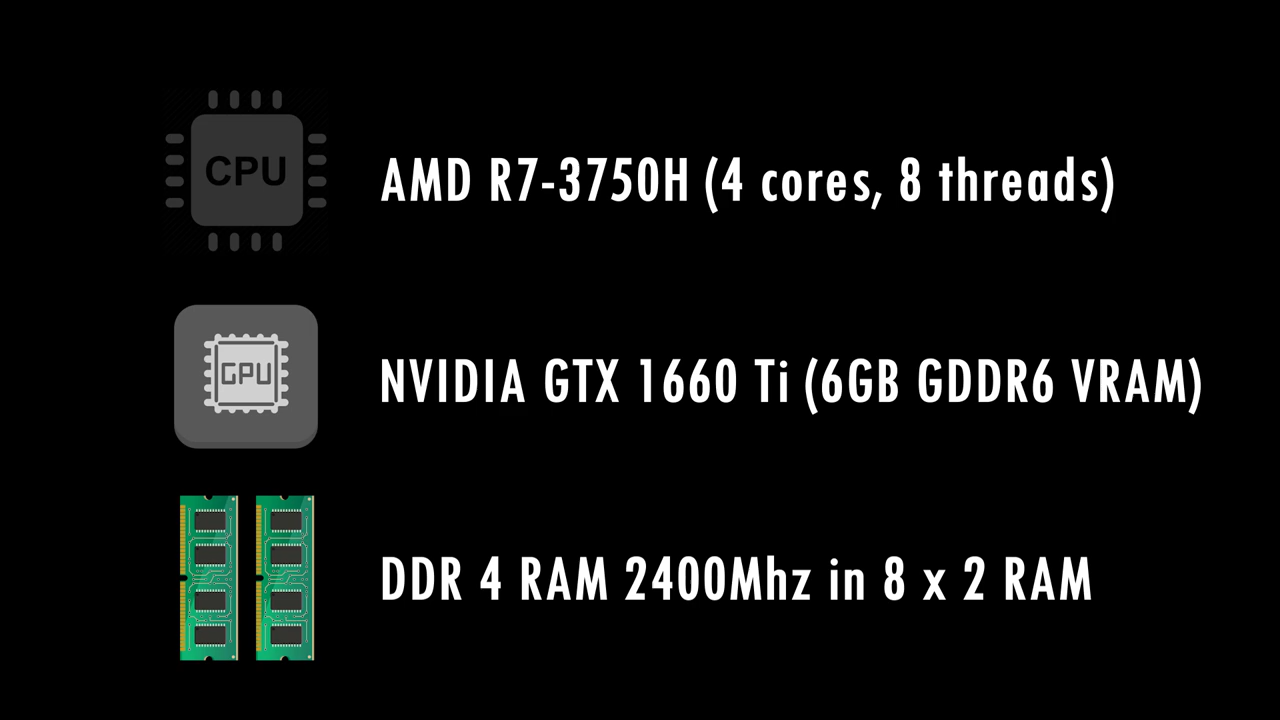 CPU
AMD R7-3750H (4 cores, 8 threads)
GPU
NVIDIA GTX 1660 Ti (6GB GDDR6 VRAM)
DDR 4 RAM 2400Mhz in 8 x 2 RAM